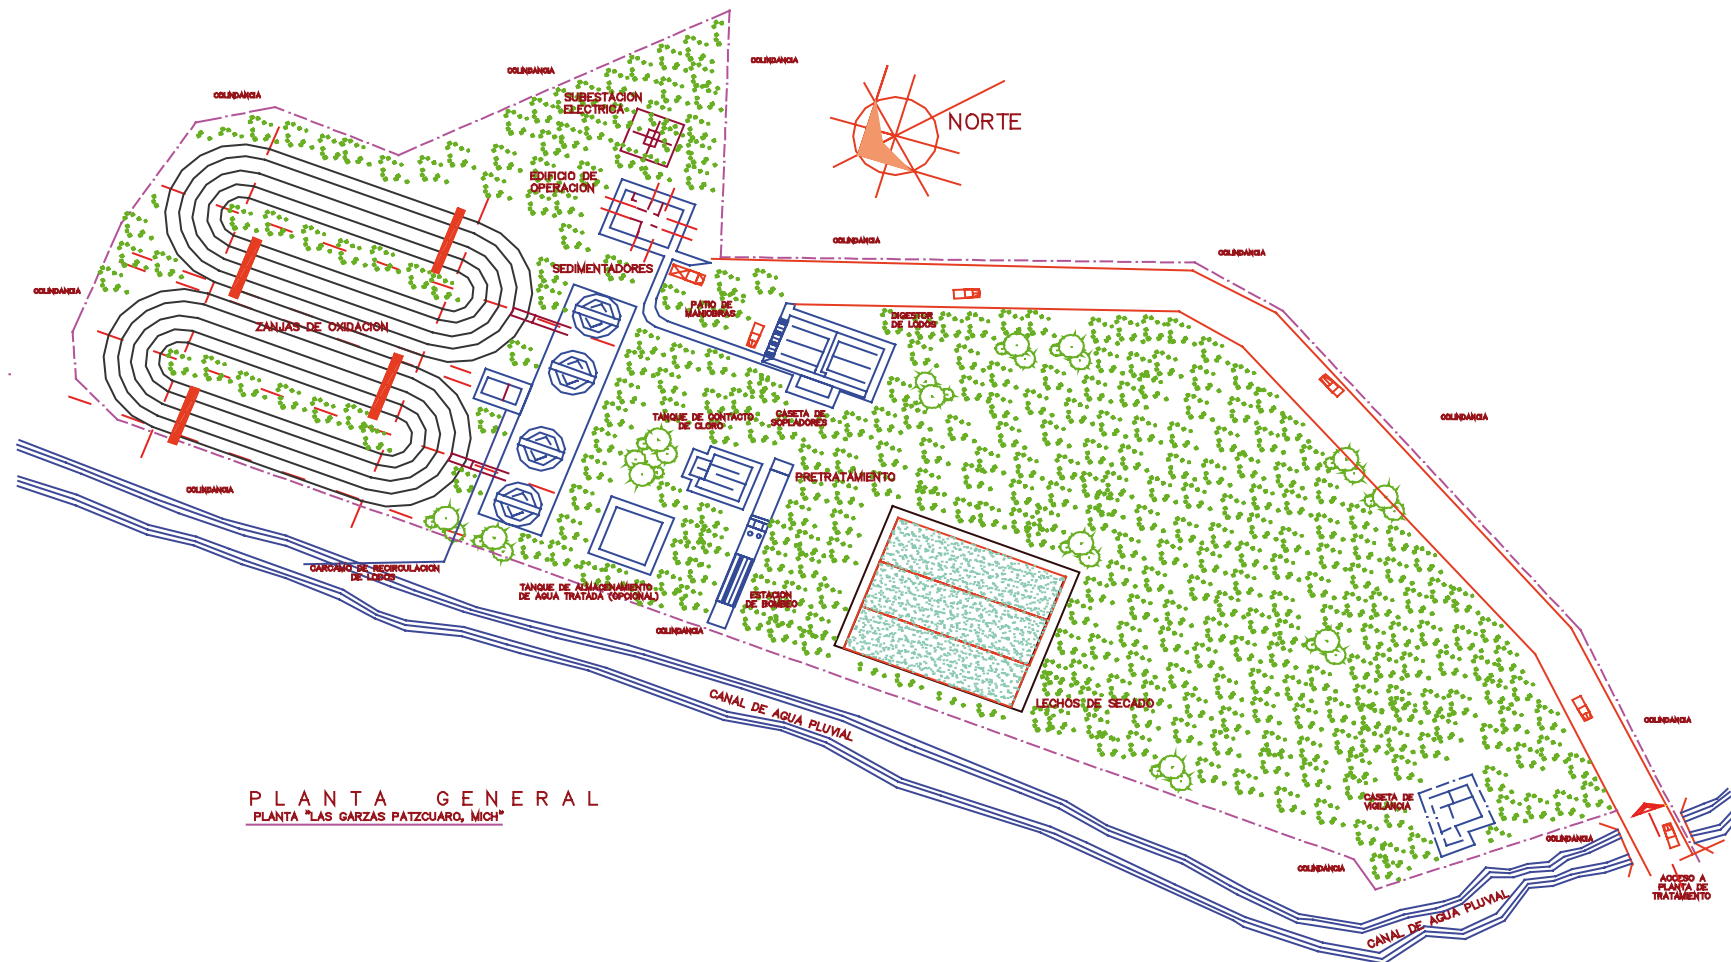 COLINDANCIA
COLINDANCIA
COLINDANCIA
SUBESTACION
ELECTRICA
NORTE
EDIFICIO DE
OPERACION
COLINDANCIA
COLINDANCIA
SEDIMENTADORES
COLINDANCIA
PATIO DE
MANIOBRAS
DIGESTOR
DE LODOS
ZANJAS DE OXIDACION
TANQUE DE CONTACTO
DE CLORO
CASETA DE
SOPLADORES
COLINDANCIA
PRETRATAMIENTO
COLINDANCIA
CARCAMO DE RECIRCULACION
DE LODOS
TANQUE DE ALMACENAMIENTO
DE AGUA TRATADA (OPCIONAL)
ESTACION
DE BOMBEO
COLINDANCIA
LECHOS DE SECADO
CANAL DE AGUA PLUVIAL
COLINDANCIA
PLANTA GENERAL
PLANTA "LAS GARZAS PATZCUARO, MICH"
CASETA DE
VIGILANCIA
COLINDANCIA
COLINDANCIA
ACCESO A
PLANTA DE
TRATAMIENTO
CANAL DE AGUA PLUVIAL